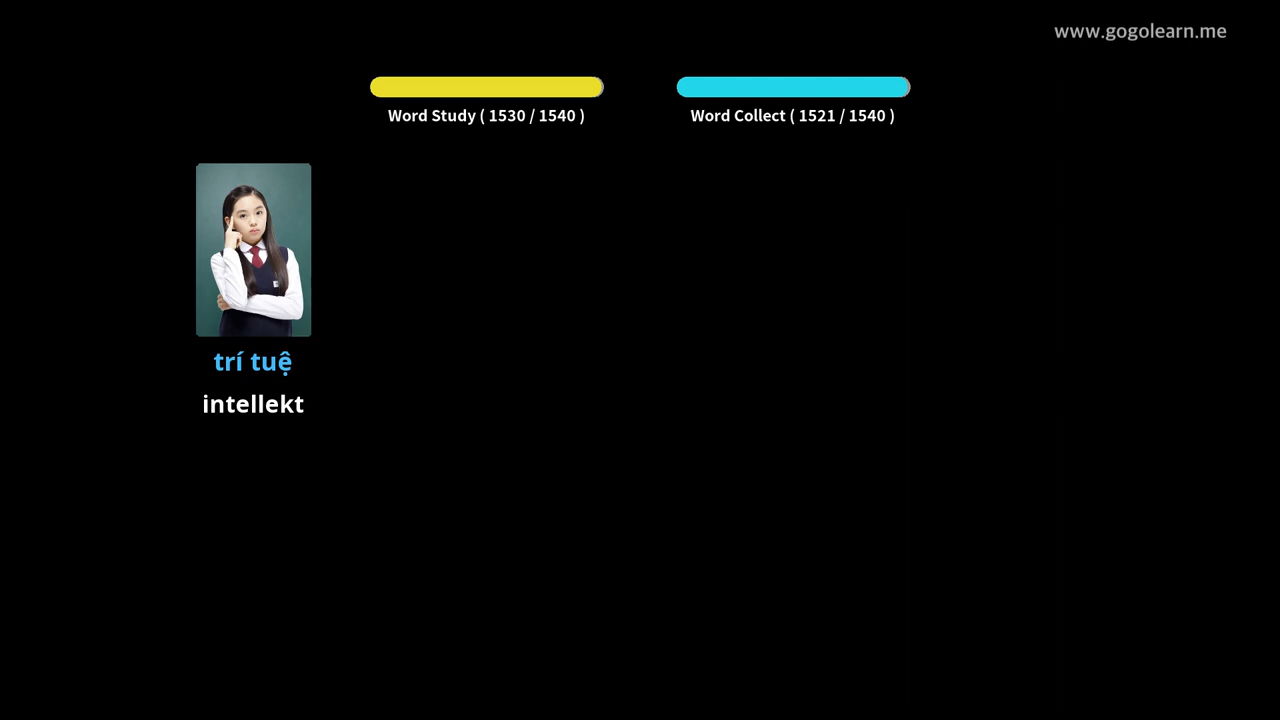 www.gogolearn.me
Word Study ( 1530 / 1540 )
Word Collect ( 1521 / 1540 )
trí tuệ
intellekt